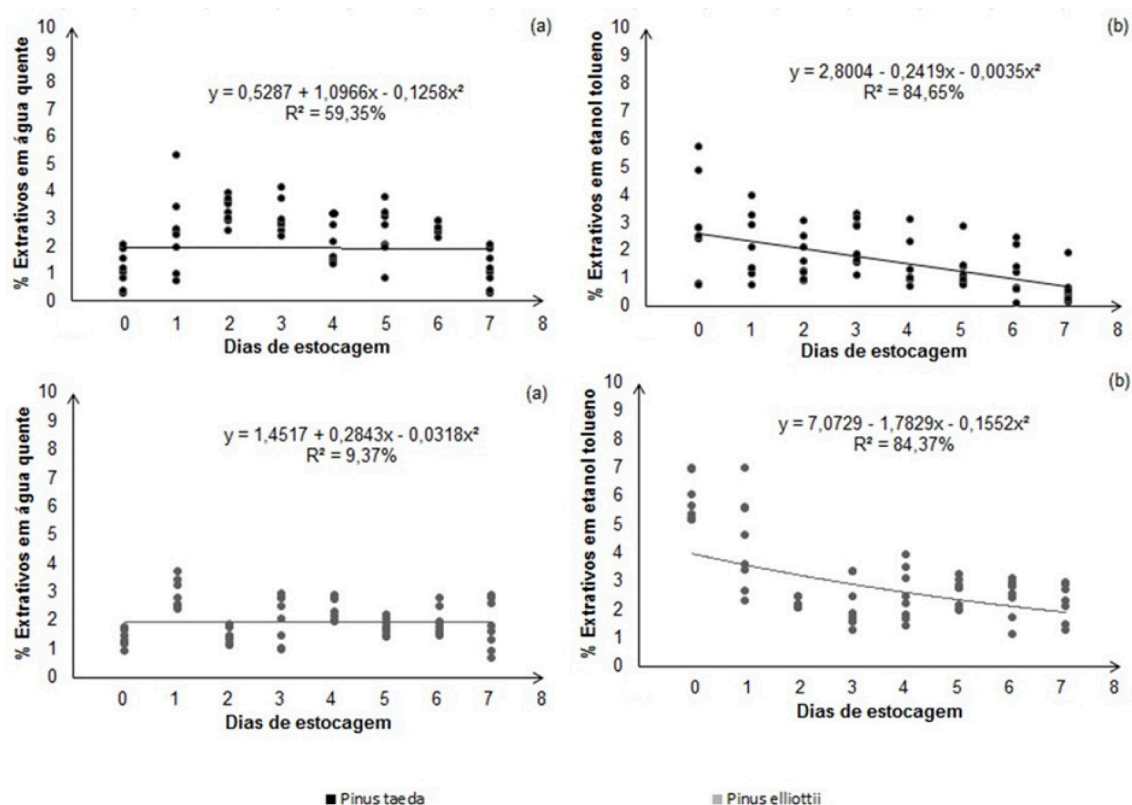 (a)
10
9
8
7
6
5
4
3
2
1
0
% Extrativos em água quente
y = 0,5287 + 1,0966x - 0,1258x²
R² = 59,35%
0 1 2 3 4 5 6 7 8
Dias de estocagem
(b)
10
9
8
7
6
5
4
3
2
1
0
% Extrativos em etanol tolueno
y = 2,8004 - 0,2419x - 0,0035x²
R² = 84,65%
0 1 2 3 4 5 6 7 8
Dias de estocagem
(a)
10
9
8
7
6
5
4
3
2
1
0
% Extrativos em água quente
y = 1,4517 + 0,2843x - 0,0318x²
R² = 9,37%
0 1 2 3 4 5 6 7 8
Dias de estocagem
(b)
10
9
8
7
6
5
4
3
2
1
0
% Extrativos em etanol tolueno
y = 7,0729 - 1,7829x - 0,1552x²
R² = 84,37%
0 1 2 3 4 5 6 7 8
Dias de estocagem
Pinus taeda
Pinus elliottii